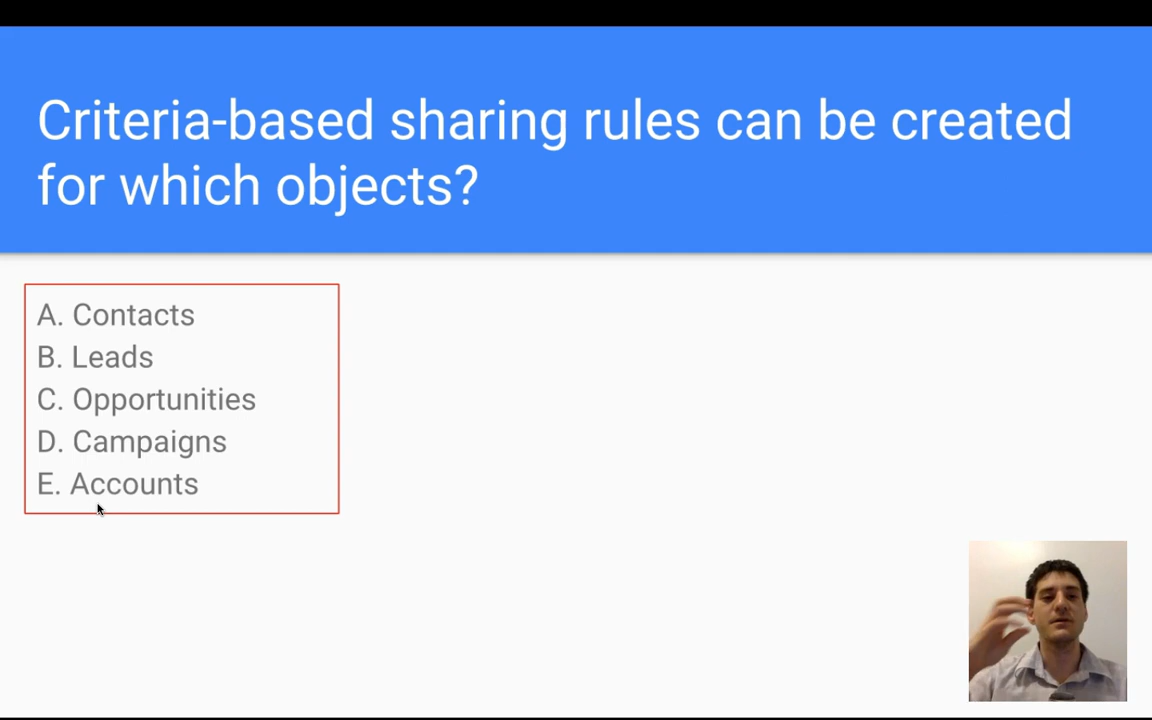 Criteria-based sharing rules can be created
for which objects?
A. Contacts
B. Leads
C. Opportunities
D. Campaigns
E. Accounts